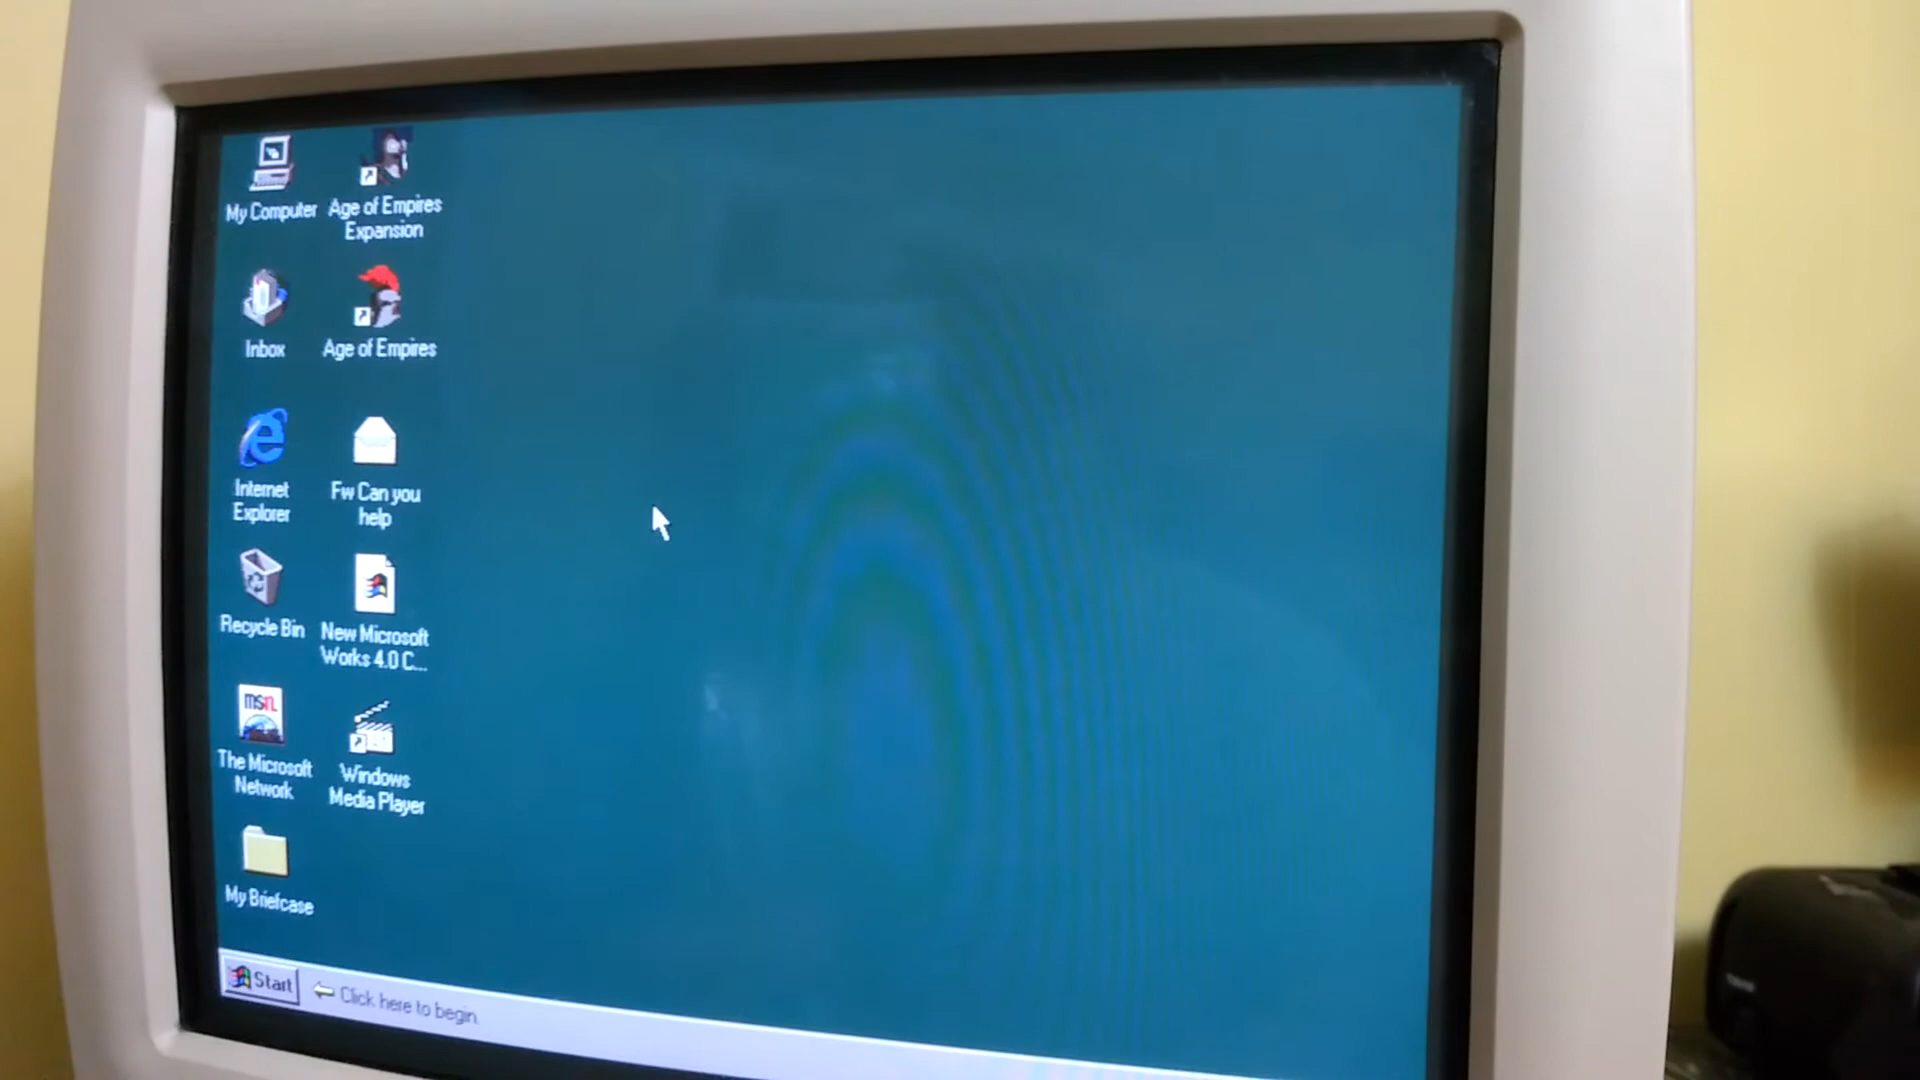 My Computer
Age of Empires
Expansion
Inbox
Age of Empires
Internet
Explorer
Fw Can you
help
Recycle Bin
New Microsoft
Works 4.0 C...
msn
The Microsoft
Network
Windows
Media Player
My Briefcase
Start
Click here to begin.